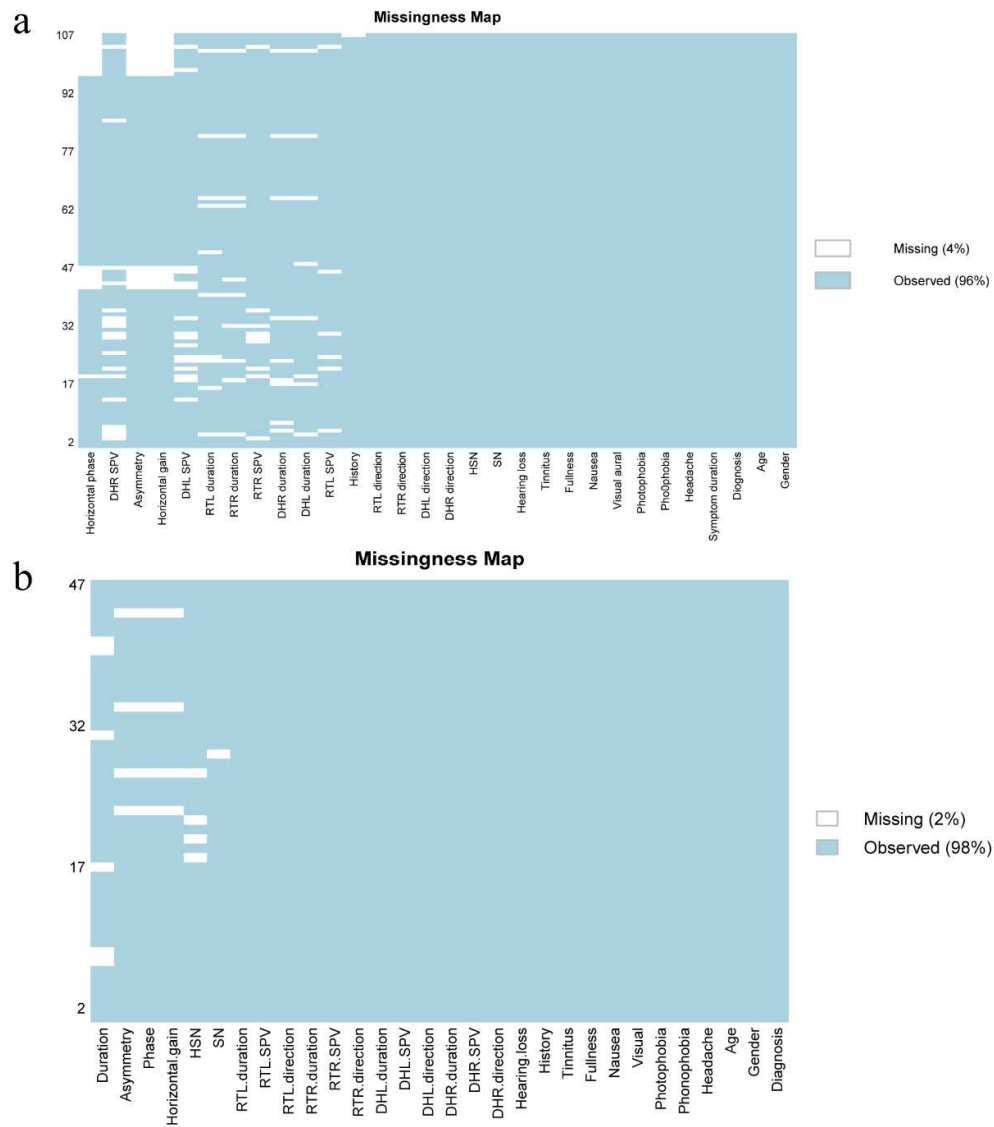 a
Missingness Map
107
92
77
62
47
32
17
2
Horizontal phase
DHR SPV
Asymmetry
Horizontal gain
DHL SPV
RTL duration
RTR duration
RTR SPV
DHR duration
DHL duration
RTL SPV
History
RTL direction
RTR direction
DHL direction
DHR direction
HSN
SN
Hearing loss
Tinnitus
Fullness
Nausea
Visual aural
Photophobia
Pho0phobia
Headache
Symptom duration
Diognosis
Age
Gender
Missing (4%)
Observed (96%)
b
Missingness Map
47
32
17
2
Duration
Asymmetry
Phase
Horizontal.gain
HSN
SN
RTL.duration
RTL.SPV
RTL.direction
RTR.duration
RTR.SPV
RTR.direction
DHL.duration
DHL.SPV
DHL.direction
DHR.duration
DHR.SPV
DHR.direction
Hearing.loss
History
Tinnitus
Fullness
Nausea
Visual
Photophobia
Phonophobia
Headache
Age
Gender
Diagnosis
Missing (2%)
Observed (98%)